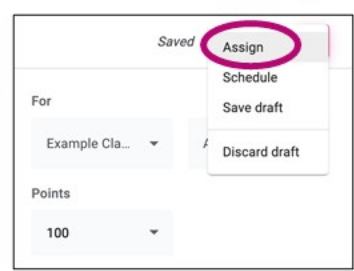 Saved
Assign
Schedule
For
Save draft
Example Cla...
Discard draft
Points
100